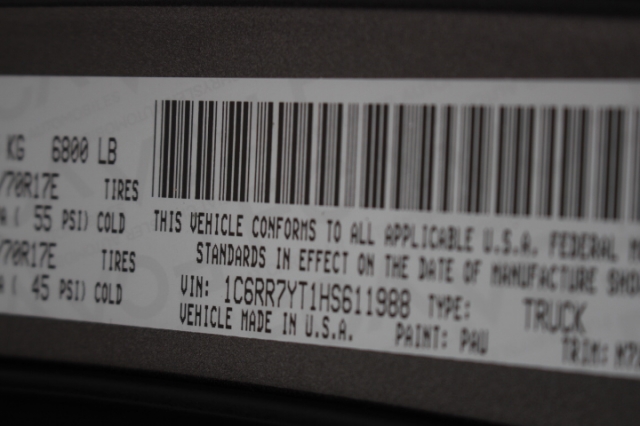 KG 6800 LB
/70R17E TIRES
( 55 PSI) COLD
/70R17E TIRES
( 45 PSI) COLD
THIS VEHICLE CONFORMS TO ALL APPLICABLE U.S.A. FEDERAL
STANDARDS IN EFFECT ON THE DATE OF MANUFACTURE
VIN: 1C6RR7YT1HS611988 TYPE: TRUCK
VEHICLE MADE IN U.S.A. PAINT: PAU TRIM: